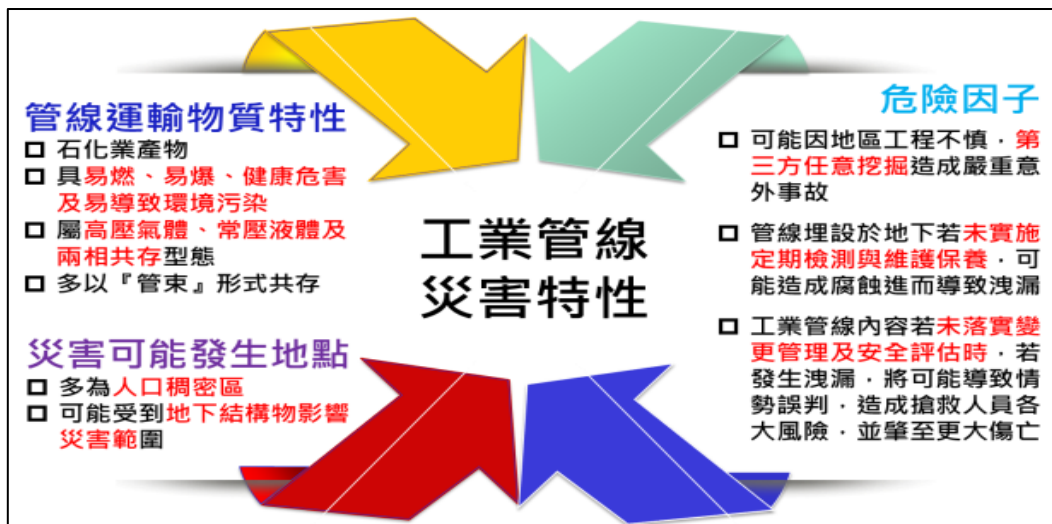 管線運輸物質特性
石化業產物
具易燃、易爆、健康危害
及易導致環境污染
屬高壓氣體、常壓液體及
兩相共存型態
多以『管束』形式共存
災害可能發生地點
多為人口稠密區
可能受到地下結構物影響
災害範圍
工業管線
災害特性
危險因子
可能因地區工程不慎，第
三方任意挖掘造成嚴重意
外事故
管線埋設於地下若未實施
定期檢測與維護保養，可
能造成腐蝕進而導致洩漏
工業管線內容若未落實變
更管理及安全評估時，若
發生洩漏，將可能導致情
勢誤判，造成搶救人員各
大風險，並肇至更大傷亡